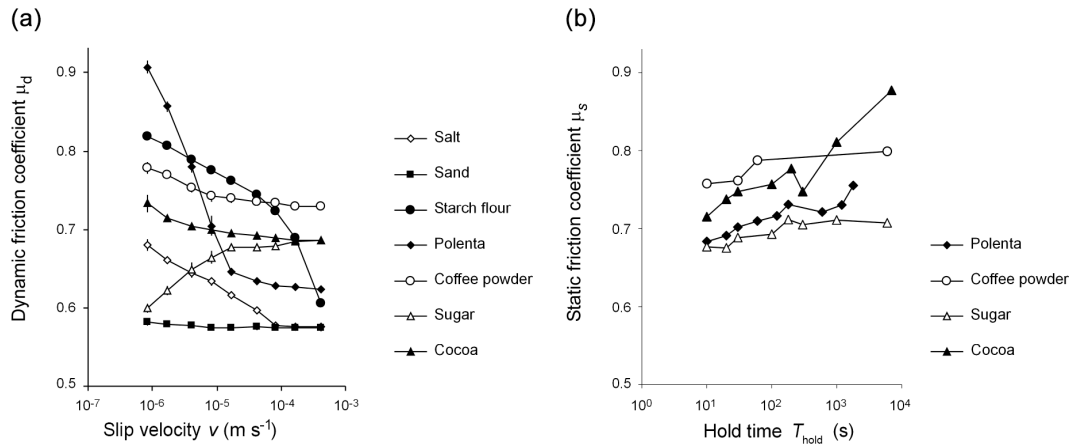 (a)
Dynamic friction coefficient μd
0.9
0.8
0.7
0.6
0.5
10-7
10-6
10-5
10-4
10-3
Slip velocity v (m s-1)
Salt
Sand
Starch flour
Polenta
Coffee powder
Sugar
Cocoa
(b)
Static friction coefficient μs
0.9
0.8
0.7
0.6
0.5
100
101
102
103
104
Hold time Thold (s)
Polenta
Coffee powder
Sugar
Cocoa